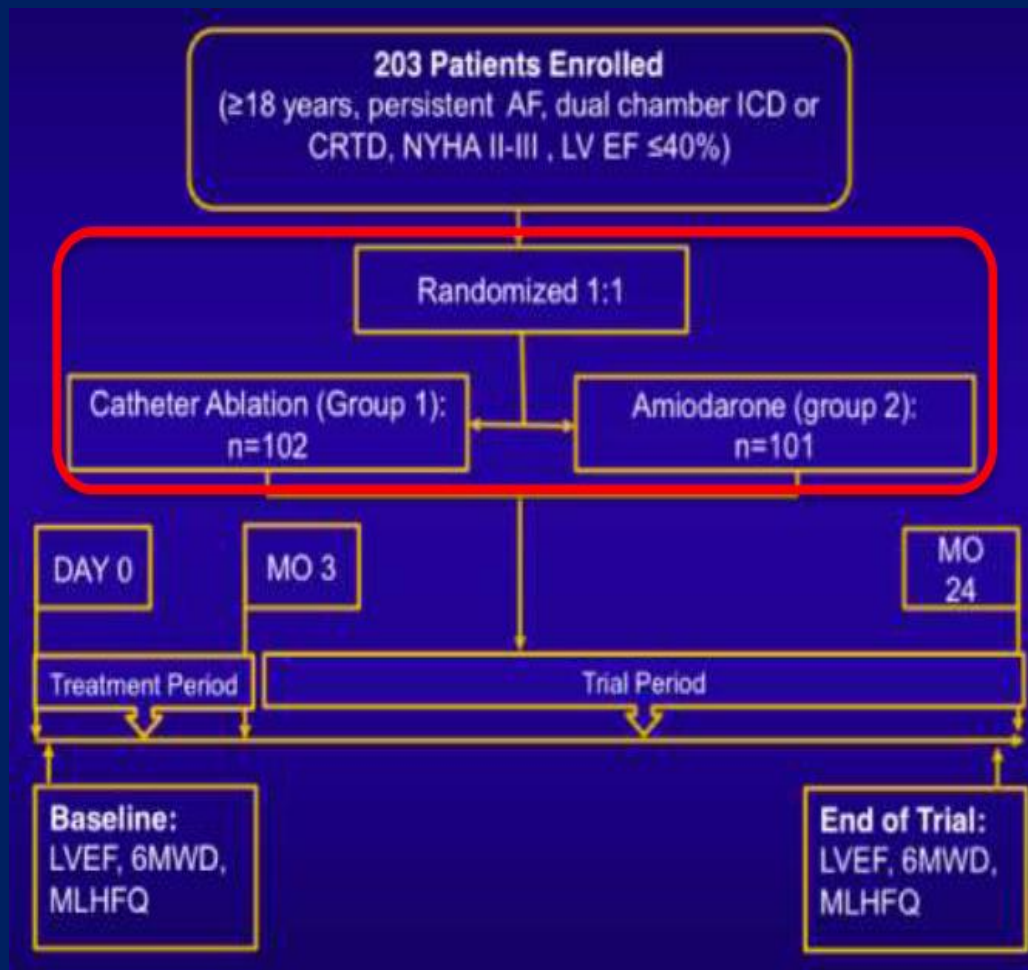 203 Patients Enrolled
(≥18 years, persistent AF, dual chamber ICD or
CRTD, NYHA II-III , LV EF ≤40%)
Randomized 1:1
Catheter Ablation (Group 1):
n=102
Amiodarone (group 2):
n=101
DAY 0
MO 3
MO
24
Treatment Period
Trial Period
Baseline:
LVEF, 6MWD,
MLHFQ
End of Trial:
LVEF, 6MWD,
MLHFQ